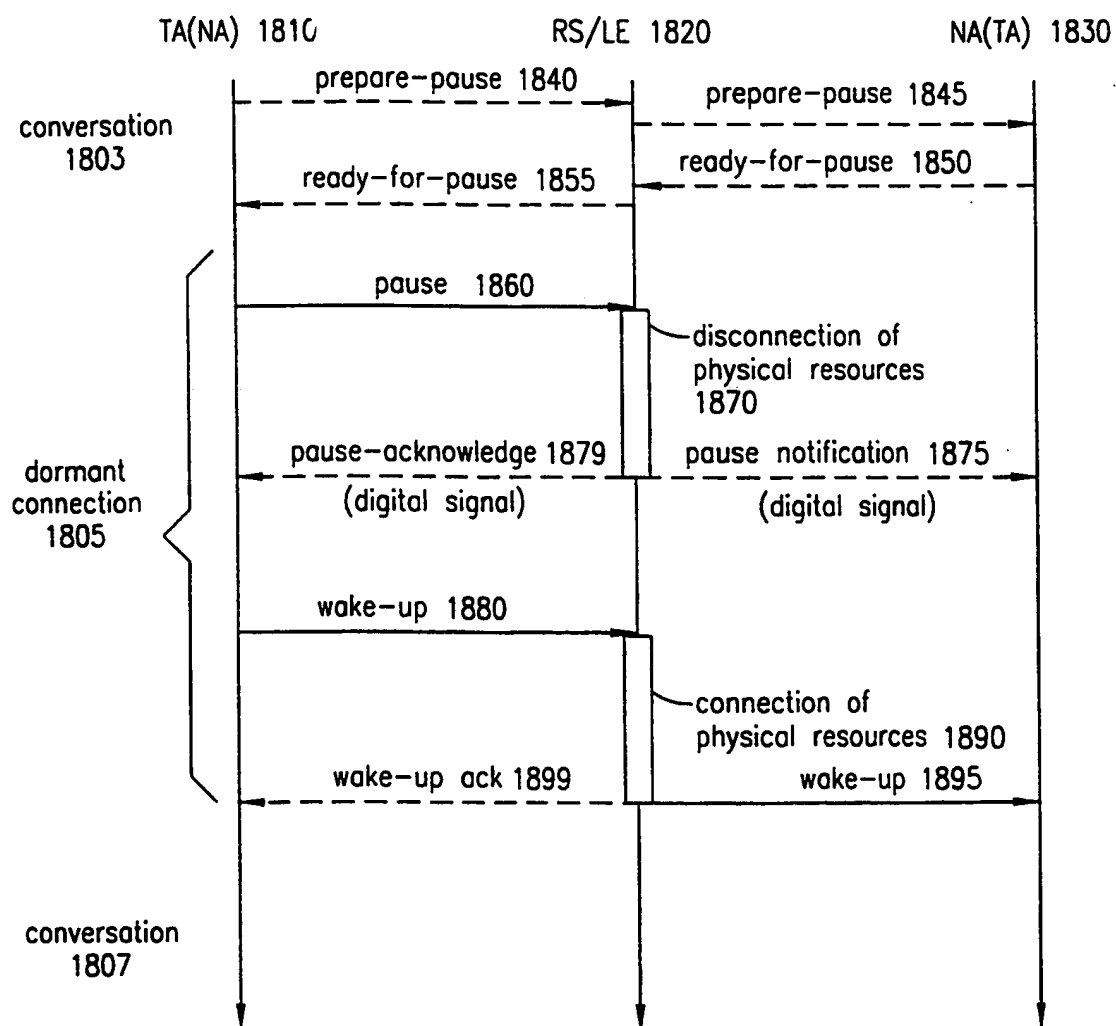 TA(NA) 1810
RS/LE 1820
NA(TA) 1830
prepare-pause 1840
prepare-pause 1845
conversation
1803
ready-for-pause 1850
ready-for-pause 1855
pause 1860
disconnection of
physical resources
1870
pause-acknowledge 1879
pause notification 1875
(digital signal)
(digital signal)
dormant
connection
1805
wake-up 1880
connection of
physical resources 1890
wake-up ack 1899
wake-up 1895
conversation
1807